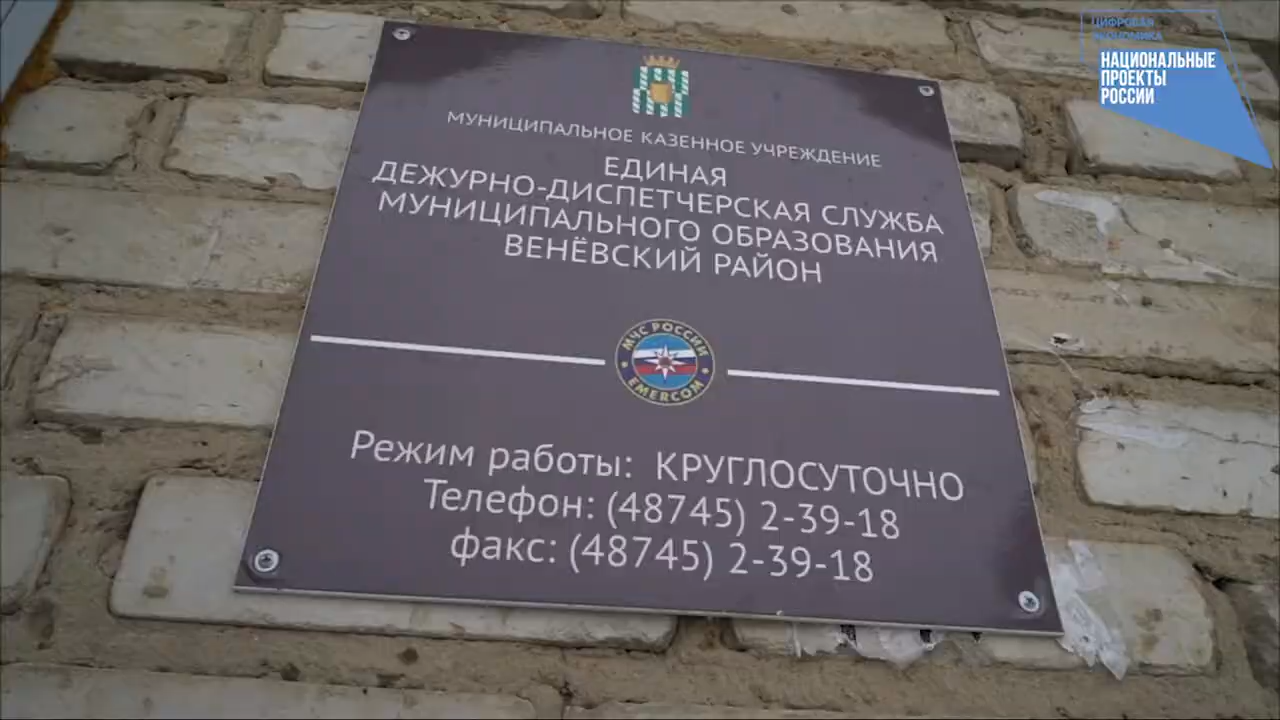 ЦИФРОВАЯ
ЭКОНОМИКА
НАЦИОНАЛЬНЫЕ
ПРОЕКТЫ
РОССИИ
МУНИЦИПАЛЬНОЕ КАЗЕННОЕ УЧРЕЖДЕНИЕ
ЕДИНАЯ
ДЕЖУРНО-ДИСПЕТЧЕРСКАЯ СЛУЖБА
МУНИЦИПАЛЬНОГО ОБРАЗОВАНИЯ
ВЕНЁВСКИЙ РАЙОН
МЧС РОССИИ
EMERCOM
Режим работы: КРУГЛОСУТОЧНО
Телефон: (48745) 2-39-18
факс: (48745) 2-39-18